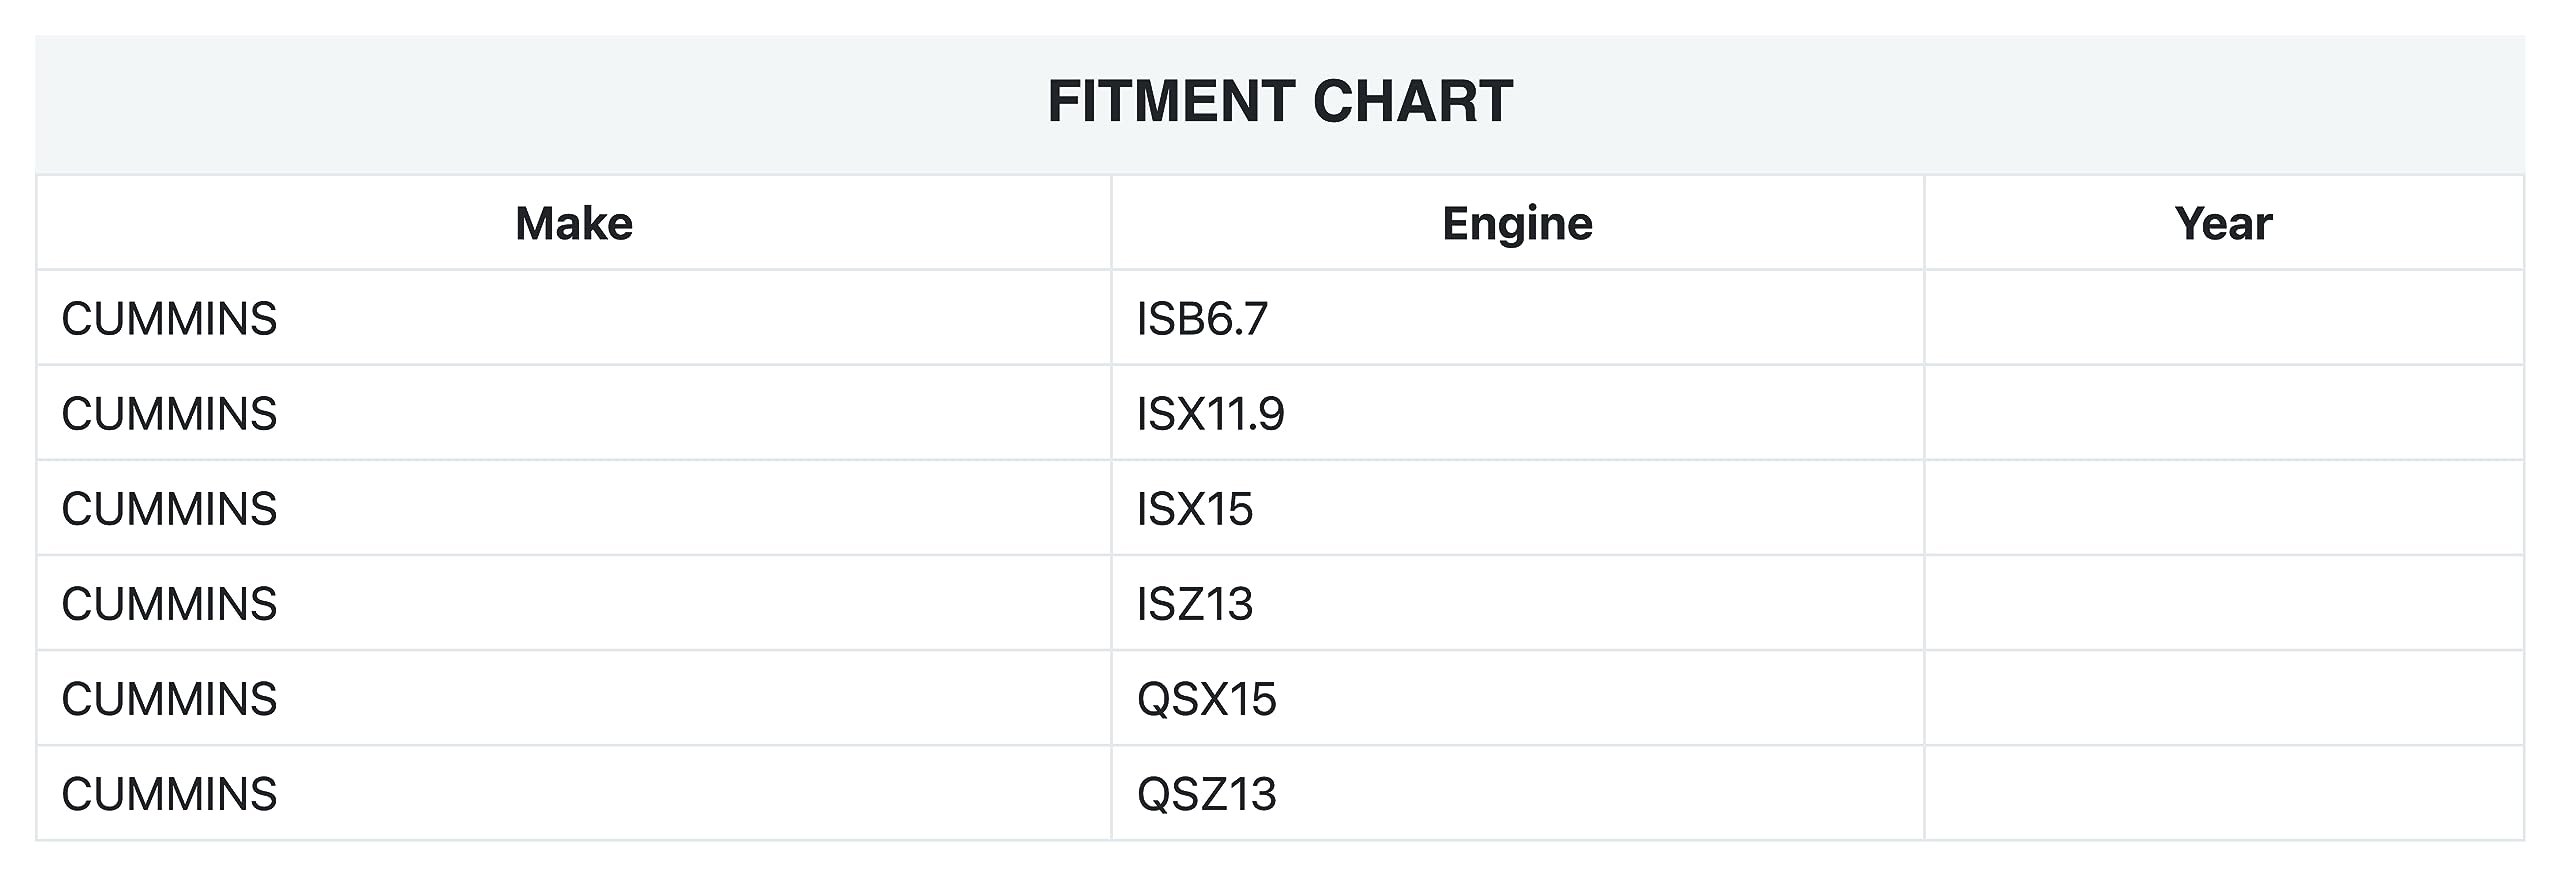 FITMENT CHART
Make Engine Year
CUMMINS ISB6.7
CUMMINS ISX11.9
CUMMINS ISX15
CUMMINS ISZ13
CUMMINS QSX15
CUMMINS QSZ13